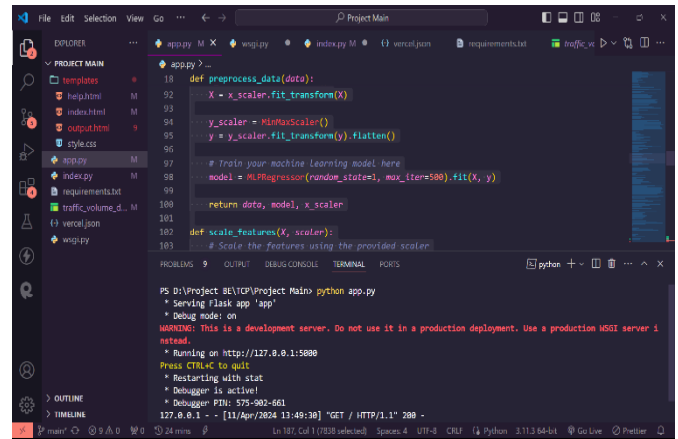 File Edit Selection View Go ··· ← → Project Main
EXPLORER ···
PROJECT MAIN
templates
help.html M
index.html M
output.html 9
style.css
app.py M
index.py M
requirements.txt
traffic_volume_d... M
vercel.json
wsgi.py
OUTLINE
TIMELINE
app.py M × wsgi.py index.py M {·} vercel.json requirements.txt traffic_vc
app.py > ...
18 def preprocess_data(data):
92 X = x_scaler.fit_transform(X)
93
94 y_scaler = MinMaxScaler()
95 y = y_scaler.fit_transform(y).flatten()
96
97 # Train your machine learning model here
98 model = MLPRegressor(random_state=1, max_iter=500).fit(X, y)
99
100 return data, model, x_scaler
101
102 def scale_features(X, scaler):
103 # Scale the features using the provided scaler
PROBLEMS 9 OUTPUT DEBUG CONSOLE TERMINAL PORTS python
PS D:\Project BE\TCP\Project Main> python app.py
* Serving Flask app 'app'
* Debug mode: on
WARNING: This is a development server. Do not use it in a production deployment. Use a production WSGI server i
nstead.
* Running on http://127.0.0.1:5000
Press CTRL+C to quit
* Restarting with stat
* Debugger is active!
* Debugger PIN: 575-902-661
127.0.0.1 - - [11/Apr/2024 13:49:30] "GET / HTTP/1.1" 200 -
main* 9 0 0 24 mins Ln 187, Col 1 (7838 selected) Spaces: 4 UTF-8 CRLF Python 3.11.3 64-bit Go Live Prettier